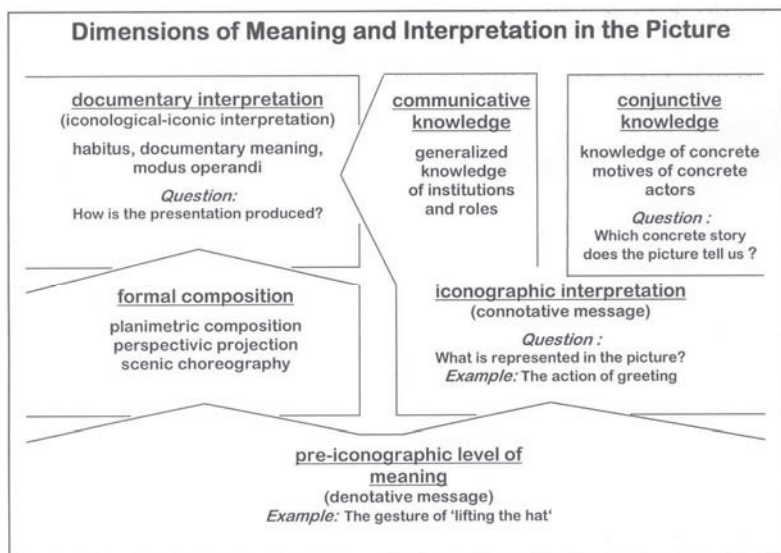 Dimensions of Meaning and Interpretation in the Picture
documentary interpretation
(iconological-iconic interpretation)
habitus, documentary meaning,
modus operandi
Question:
How is the presentation produced?
communicative
knowledge
generalized
knowledge
of institutions
and roles
conjunctive
knowledge
knowledge of concrete
motives of concrete
actors
Question :
Which concrete story
does the picture tell us ?
formal composition
planimetric composition
perspectivic projection
scenic choreography
iconographic interpretation
(connotative message)
Question :
What is represented in the picture?
Example: The action of greeting
pre-iconographic level of
meaning
(denotative message)
Example: The gesture of ‘lifting the hat‘